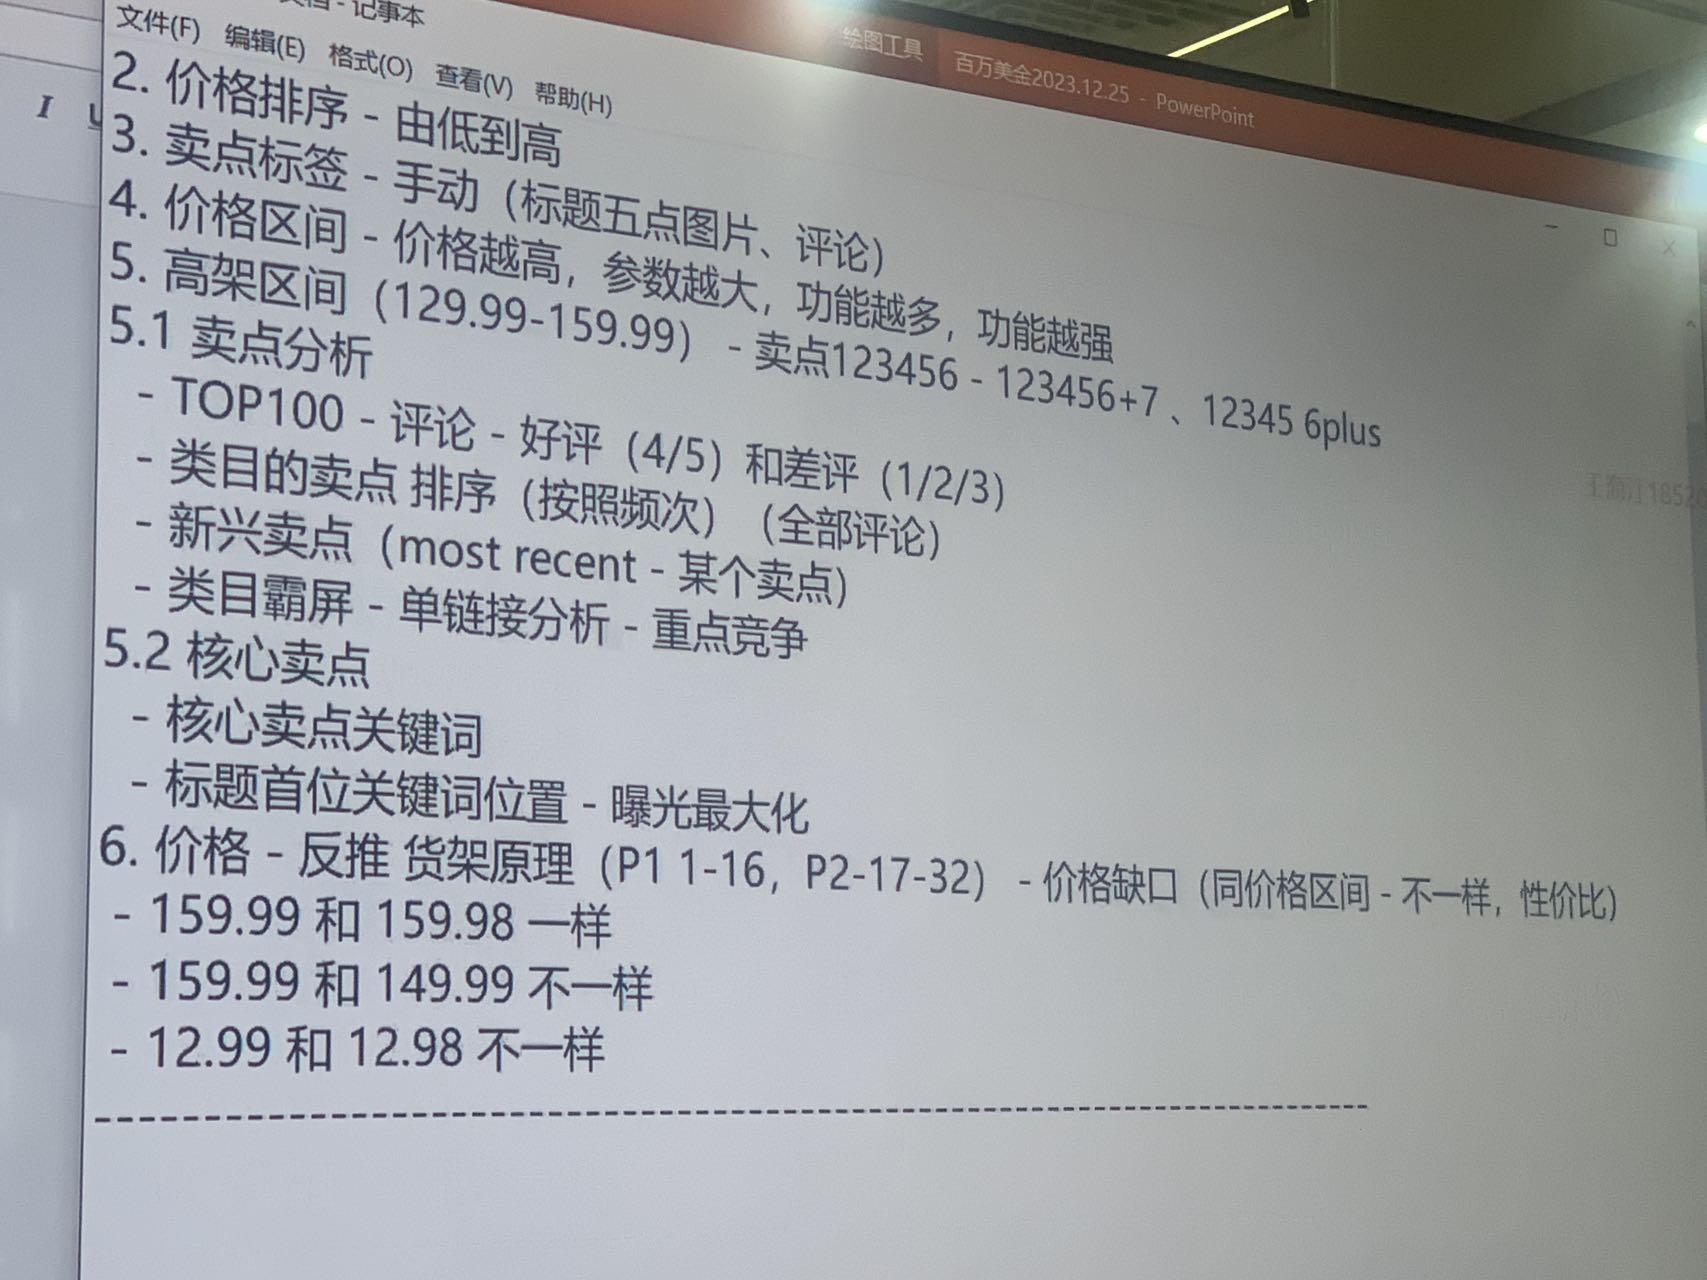 - 记事本
文件(F) 编辑(E) 格式(O) 查看(V) 帮助(H)
绘图工具 百万美金2023.12.25 - PowerPoint
I
2. 价格排序 - 由低到高
3. 卖点标签 - 手动（标题五点图片、评论）
4. 价格区间 - 价格越高，参数越大，功能越多，功能越强
5. 高架区间（129.99-159.99） - 卖点123456 - 123456+7 、12345 6plus
5.1 卖点分析
- TOP100 - 评论 - 好评（4/5）和差评（1/2/3）
- 类目的卖点 排序（按照频次）（全部评论）
- 新兴卖点（most recent - 某个卖点）
- 类目霸屏 - 单链接分析 - 重点竞争
5.2 核心卖点
- 核心卖点关键词
- 标题首位关键词位置 - 曝光最大化
6. 价格 - 反推 货架原理（P1 1-16，P2-17-32） - 价格缺口（同价格区间 - 不一样，性价比）
- 159.99 和 159.98 一样
- 159.99 和 149.99 不一样
- 12.99 和 12.98 不一样